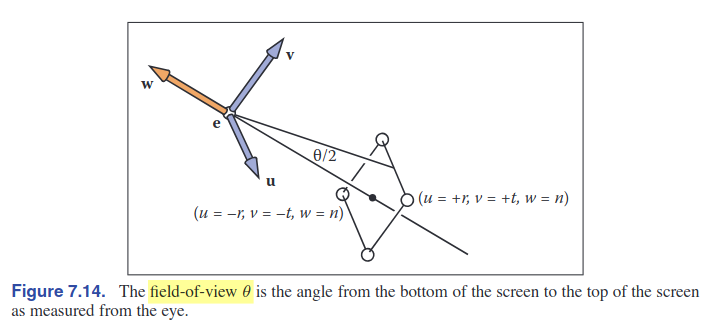 v
w
e
θ/2
u
(u = +r, v = +t, w = n)
(u = −r, v = −t, w = n)
Figure 7.14. The field-of-view θ is the angle from the bottom of the screen to the top of the screen
as measured from the eye.